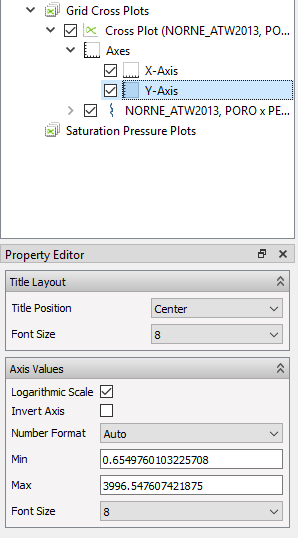 Grid Cross Plots
Cross Plot (NORNE_ATW2013, PO...
Axes
X-Axis
Y-Axis
NORNE_ATW2013, PORO x PE...
Saturation Pressure Plots
Property Editor
Title Layout
Title Position Center
Font Size 8
Axis Values
Logarithmic Scale
Invert Axis
Number Format Auto
Min 0.6549760103225708
Max 3996.547607421875
Font Size 8